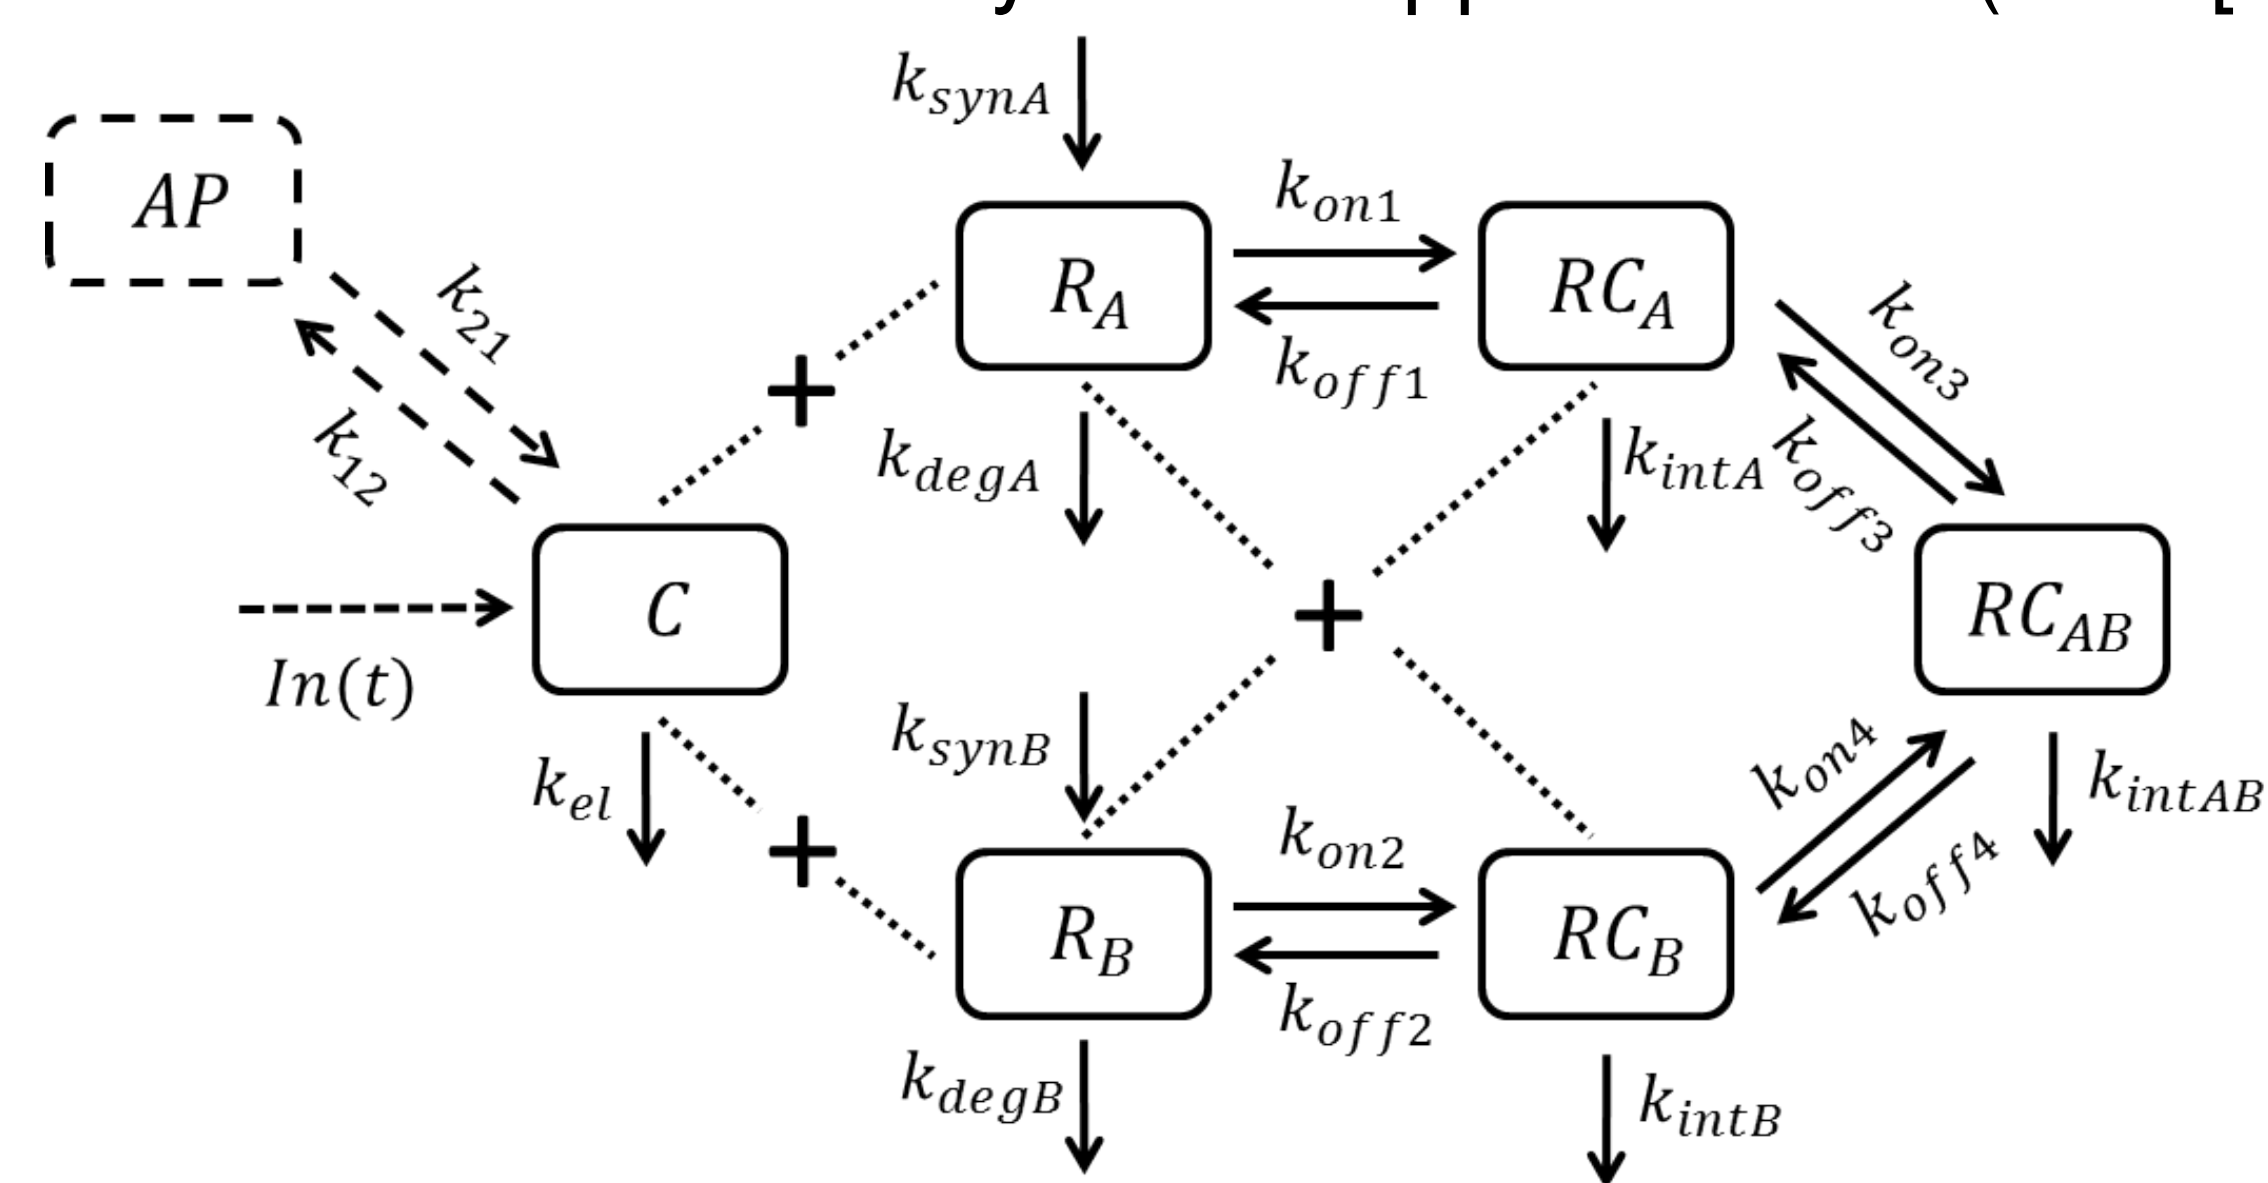 k_synA
AP
k_on1
R_A
RC_A
k_21
k_on3
k_off1
k_12
+
k_degA
k_intA
k_off3
C
+
RC_AB
In(t)
k_synB
k_on4
k_el
k_intAB
+
k_on2
k_off4
R_B
RC_B
k_off2
k_degB
k_intB